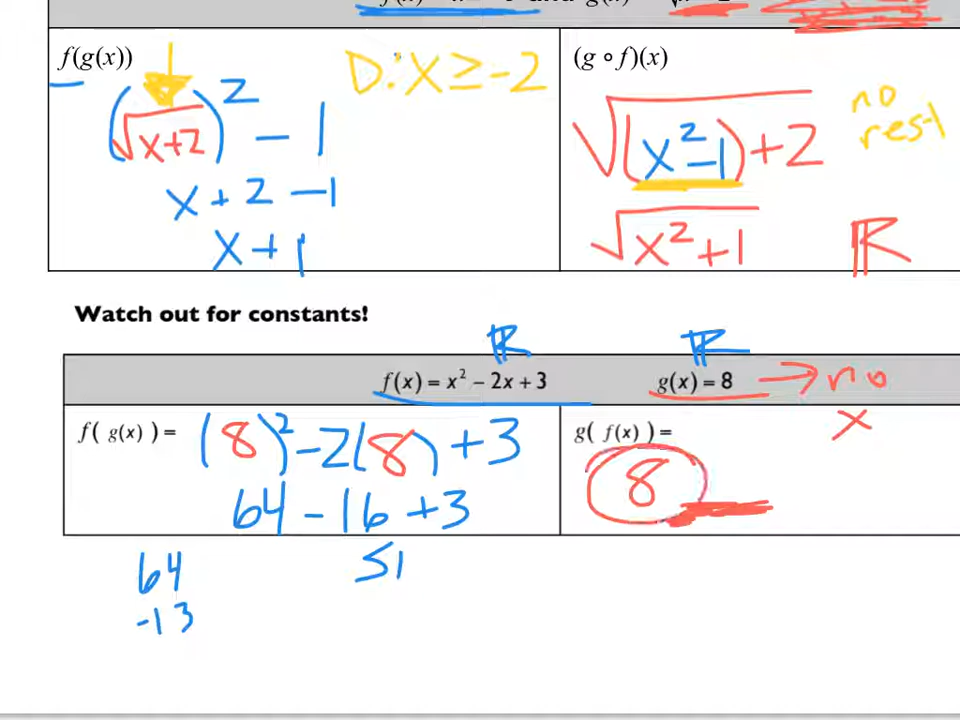 f(g(x))
D: x ≥ -2
(√x+2)² - 1
x + 2 - 1
x + 1
(g ∘ f)(x)
no
√(x² - 1) + 2
√x² + 1
ℝ
Watch out for constants!
ℝ
ℝ
f(x) = x² − 2x + 3
g(x) = 8 → no
x
f( g(x) ) =
(8)² - 2(8) + 3
64 - 16 + 3
51
g( f(x) ) =
8
64
-13